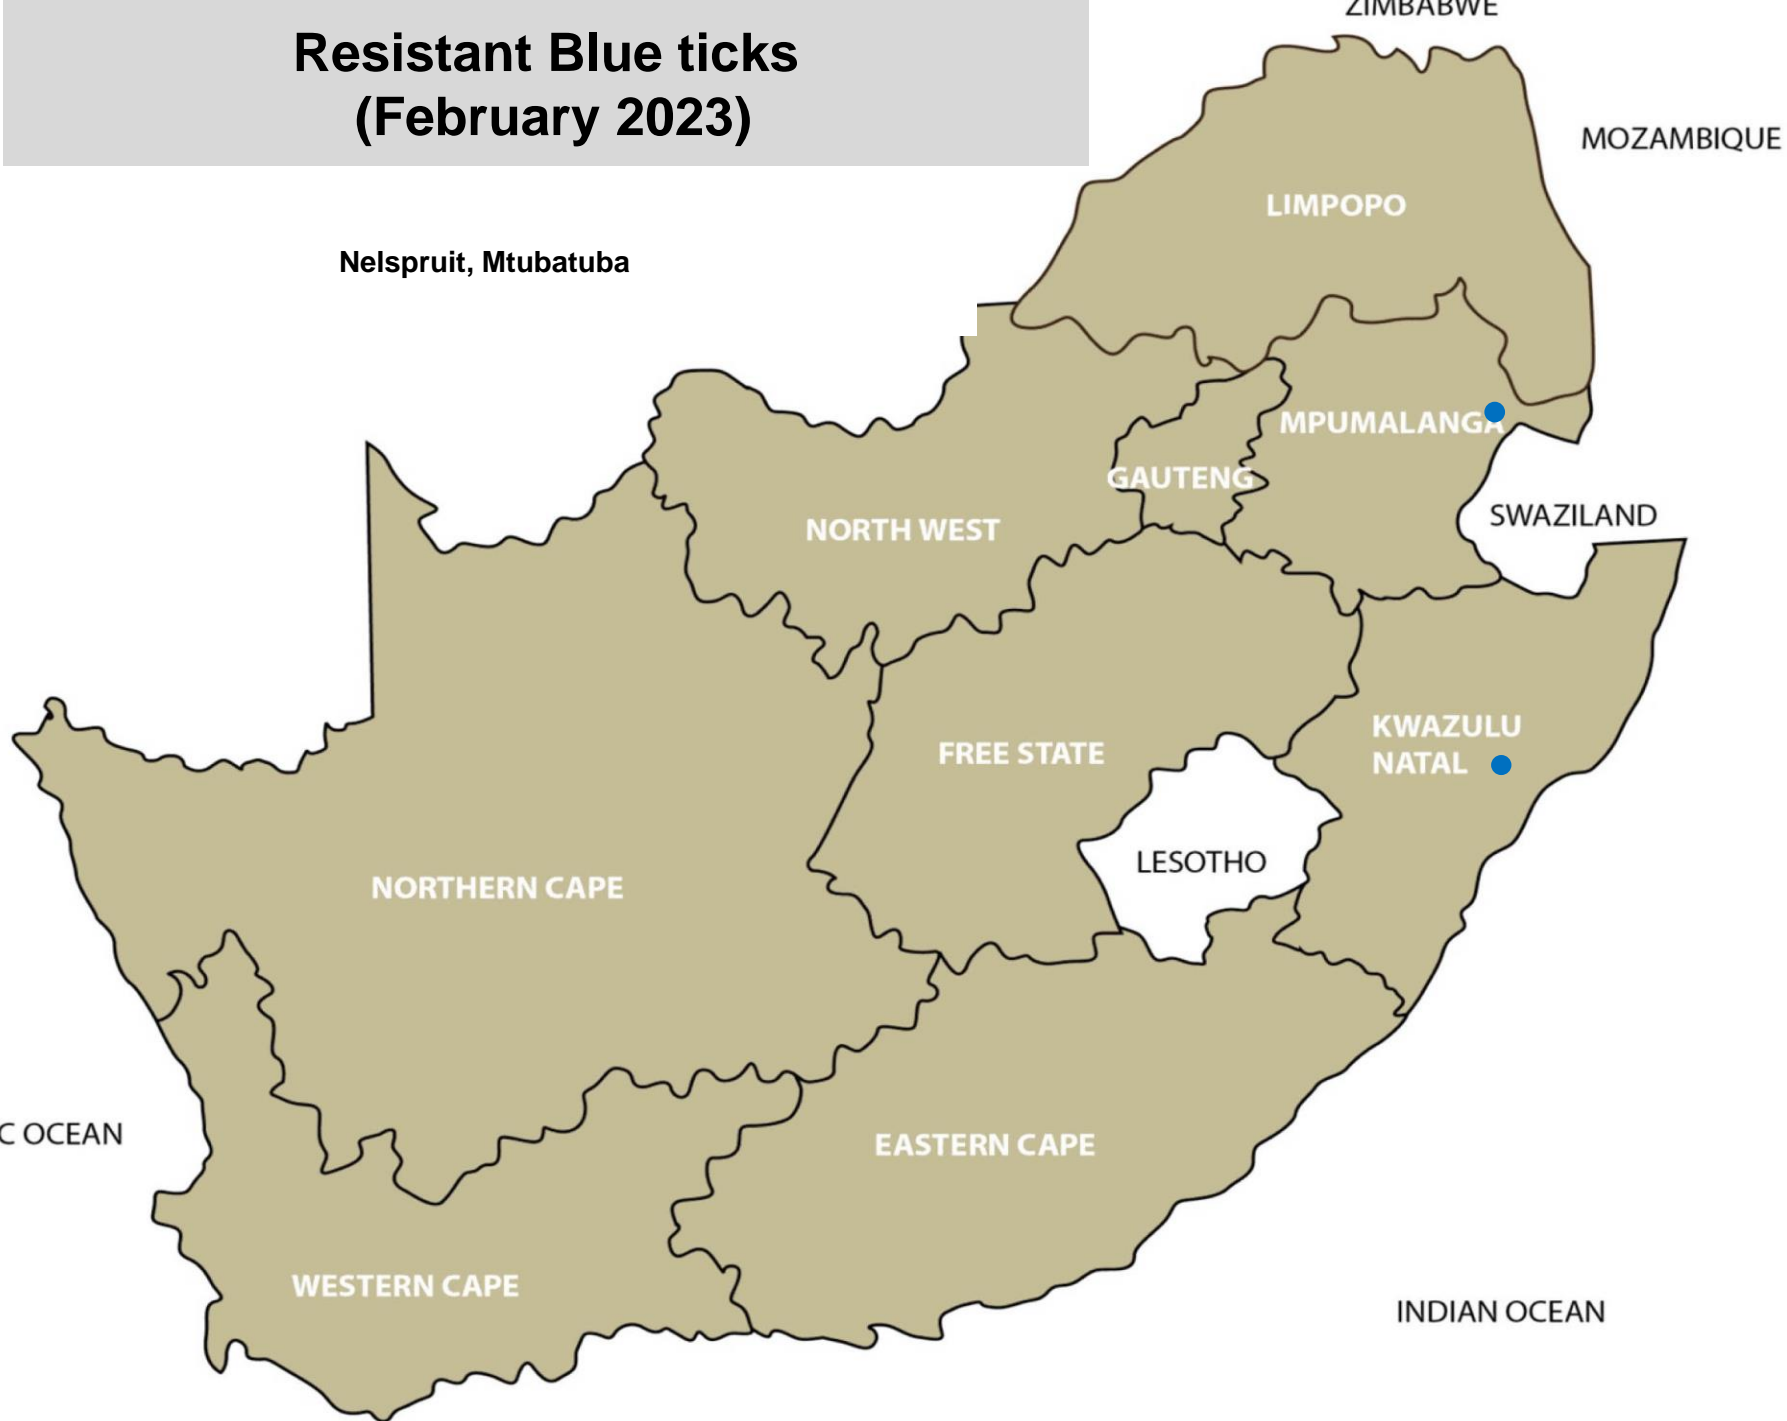 Resistant Blue ticks
(February 2023)
ZIMBABWE
MOZAMBIQUE
LIMPOPO
Nelspruit, Mtubatuba
MPUMALANGA
GAUTENG
SWAZILAND
NORTH WEST
KWAZULU
NATAL
FREE STATE
LESOTHO
NORTHERN CAPE
C OCEAN
EASTERN CAPE
WESTERN CAPE
INDIAN OCEAN